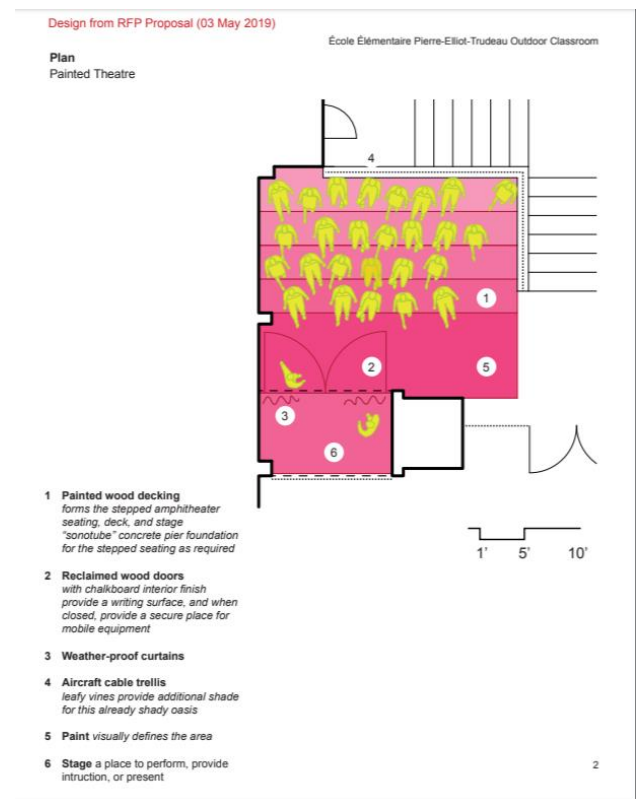 Design from RFP Proposal (03 May 2019)
École Élémentaire Pierre-Elliot-Trudeau Outdoor Classroom
Plan
Painted Theatre
4
1
2
5
3
6
1 Painted wood decking
forms the stepped amphitheater
seating, deck, and stage
"sonotube" concrete pier foundation
for the stepped seating as required
1' 5' 10'
2 Reclaimed wood doors
with chalkboard interior finish
provide a writing surface, and when
closed, provide a secure place for
mobile equipment
3 Weather-proof curtains
4 Aircraft cable trellis
leafy vines provide additional shade
for this already shady oasis
5 Paint visually defines the area
6 Stage a place to perform, provide
intruction, or present
2